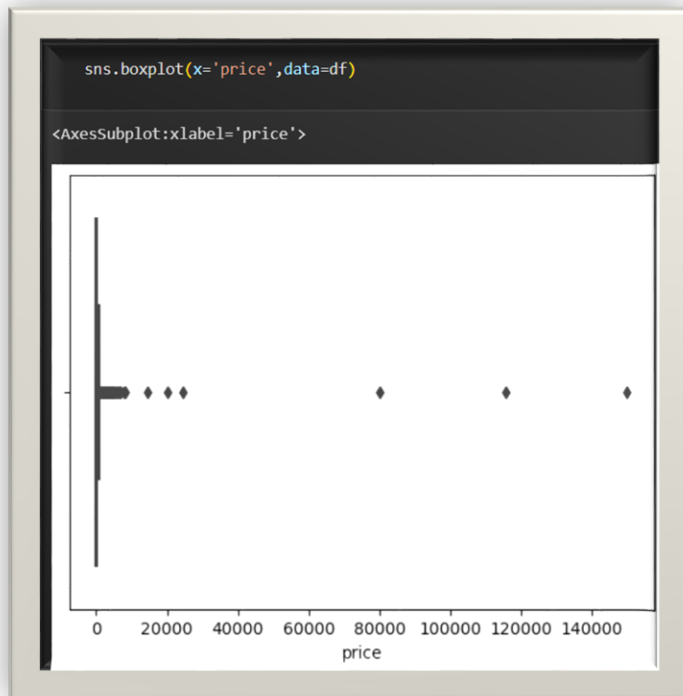 sns.boxplot(x='price',data=df)
<AxesSubplot:xlabel='price'>
0 20000 40000 60000 80000 100000 120000 140000
price